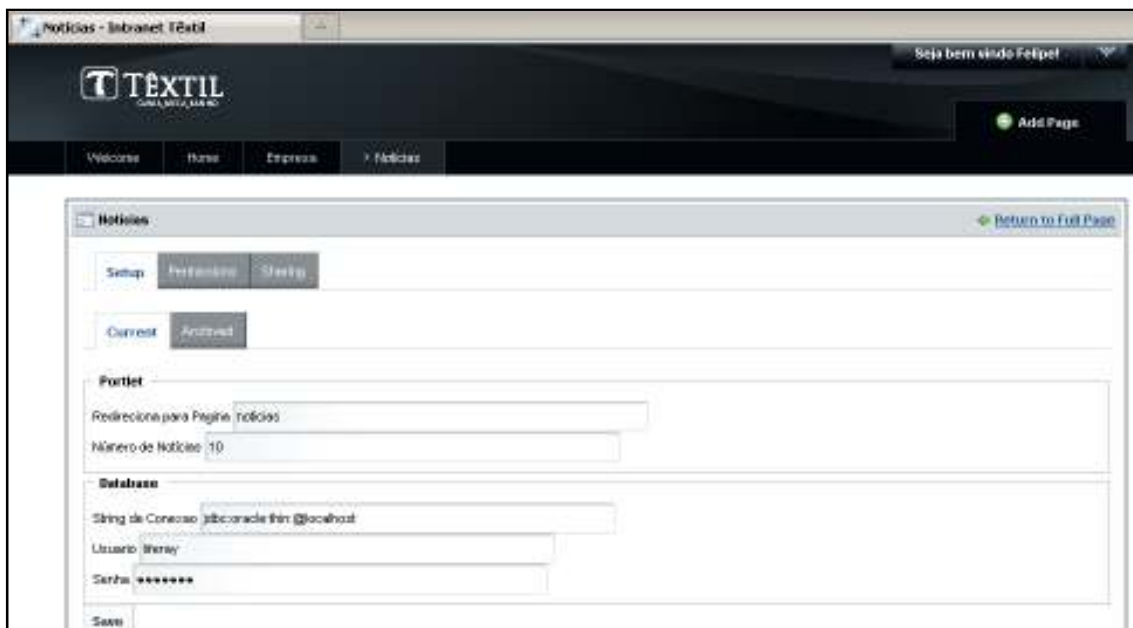 Notícias - Intranet Têxtil
Seja bem vindo Felipe!
TÊXTIL
Add Page
Welcome Home Empresa > Notícias
Notícias
Return to Full Page
Setup Permissions Sharing
Current Archived
Portlet
Redireciona para Pagina noticias
Número de Notícias 10
Database
String de Conexao jdbc:oracle:thin:@localhost
Usuario liferay
Senha •••••••
Save